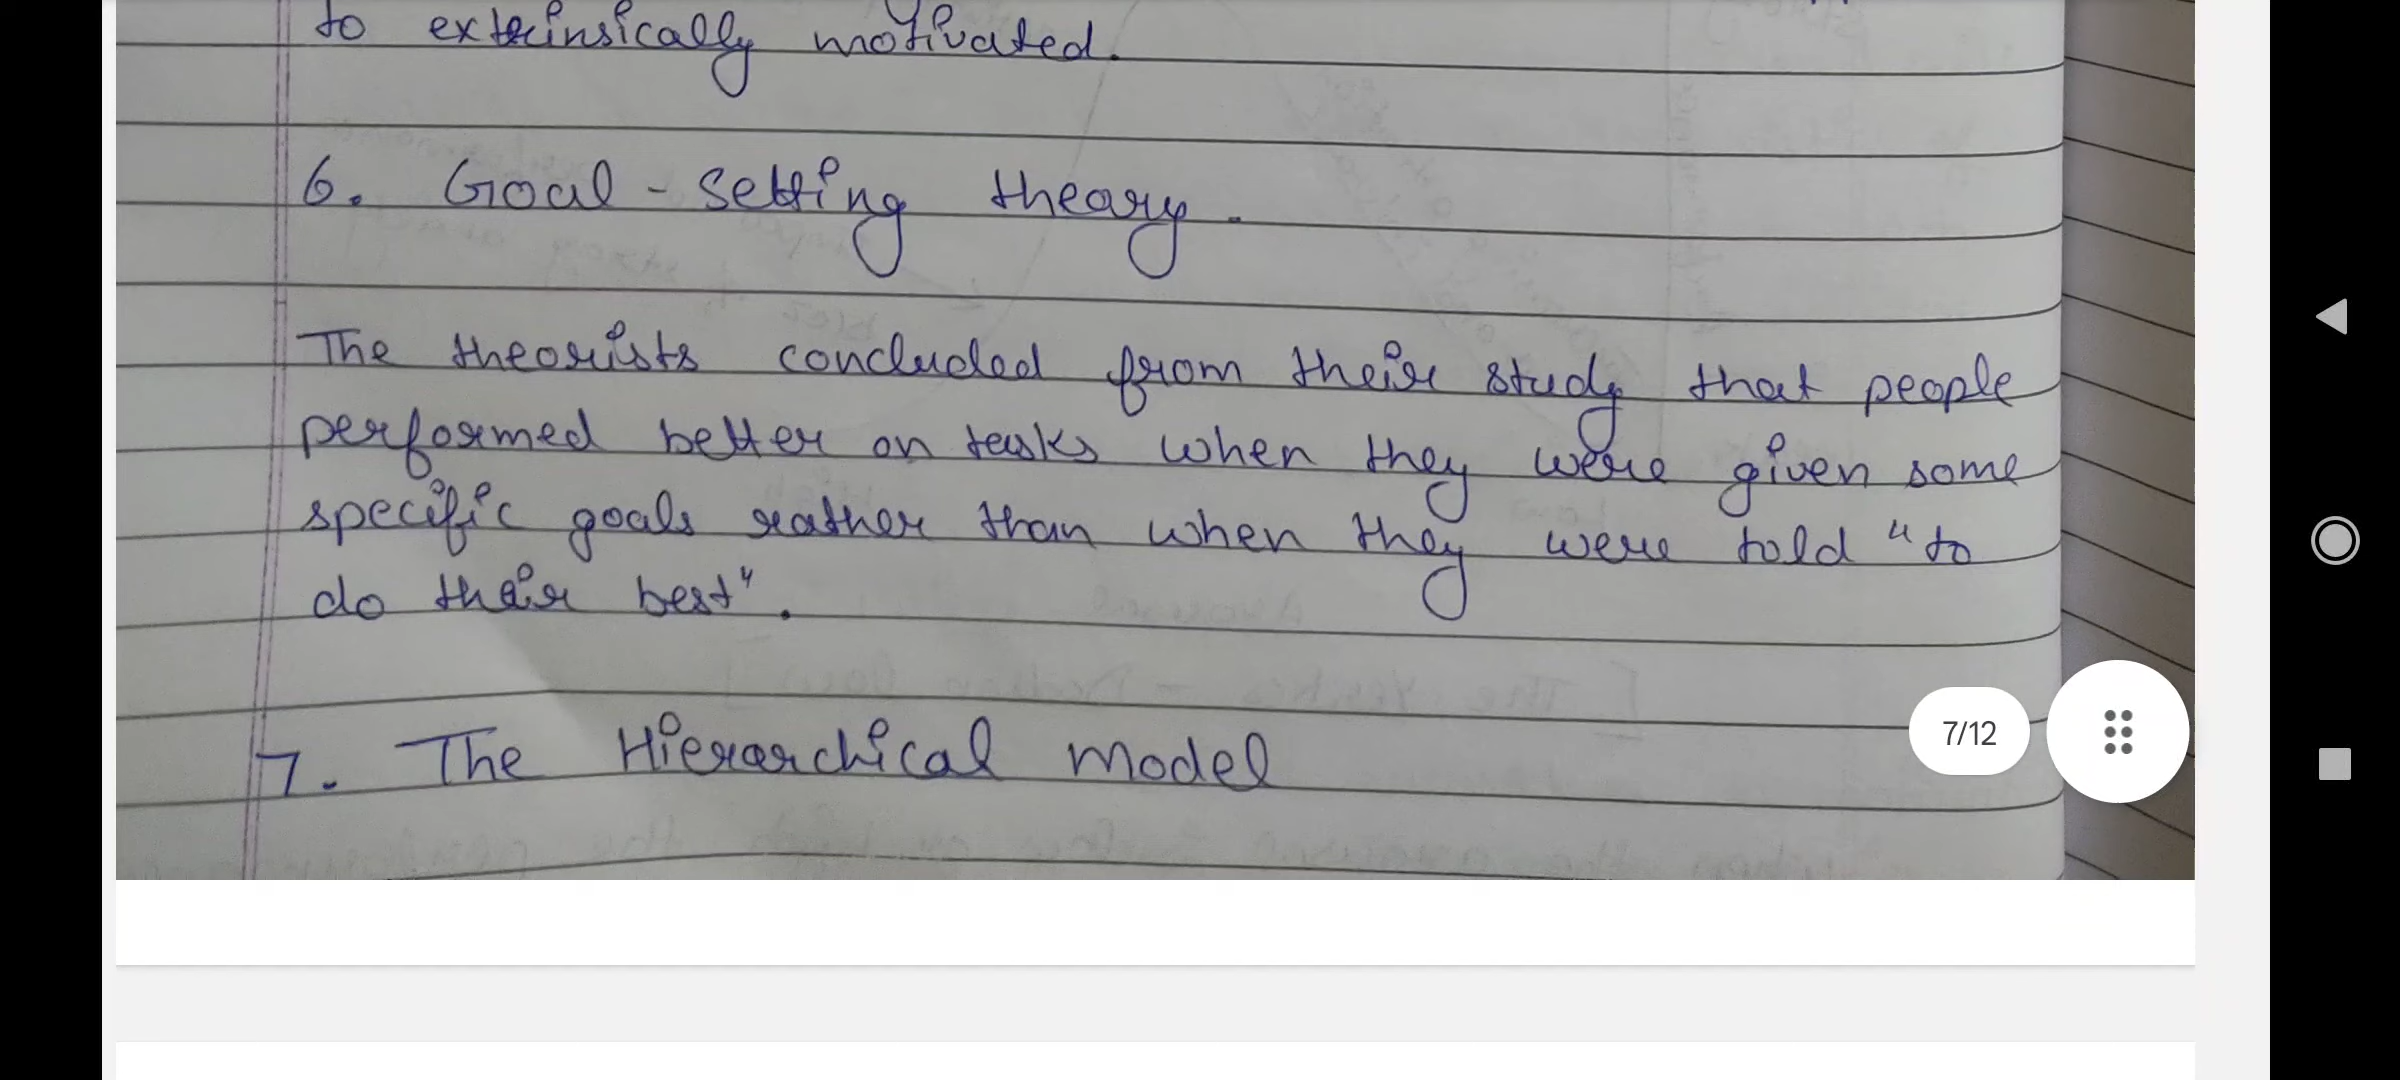 to extrinsically motivated.
6. Goal-setting theory.
The theorists concluded from their study that people
performed better on tasks when they were given some
specific goals rather than when they were told "to
do their best".
7. The Hierarchical model
7/12